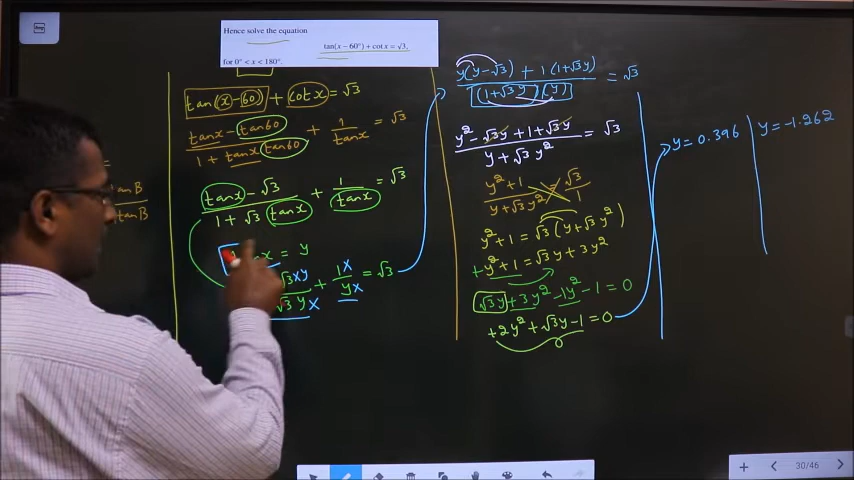 Hence solve the equation
tan(x − 60°) + cot x = √3,
for 0° < x < 180°.
tan(x-60) + cotx = √3
tanx - tan60 / 1 + tanx tan60 + 1 / tanx = √3
tanx - √3 / 1 + √3 tanx + 1 / tanx = √3
x = y
√3 xy / √3 y x + 1x / yx = √3
=
tan B
tan B
y(y-√3) + 1(1+√3y) / (1+√3y)(y) = √3
y² - √3y + 1 + √3y / y + √3 y² = √3
y² + 1 / y + √3y² = √3 / 1
y² + 1 = √3 (y + √3y²)
+y² + 1 = √3y + 3y²
√3y + 3y² - 1y² - 1 = 0
+2y² + √3y - 1 = 0
y = 0.396
y = -1.262
30/46